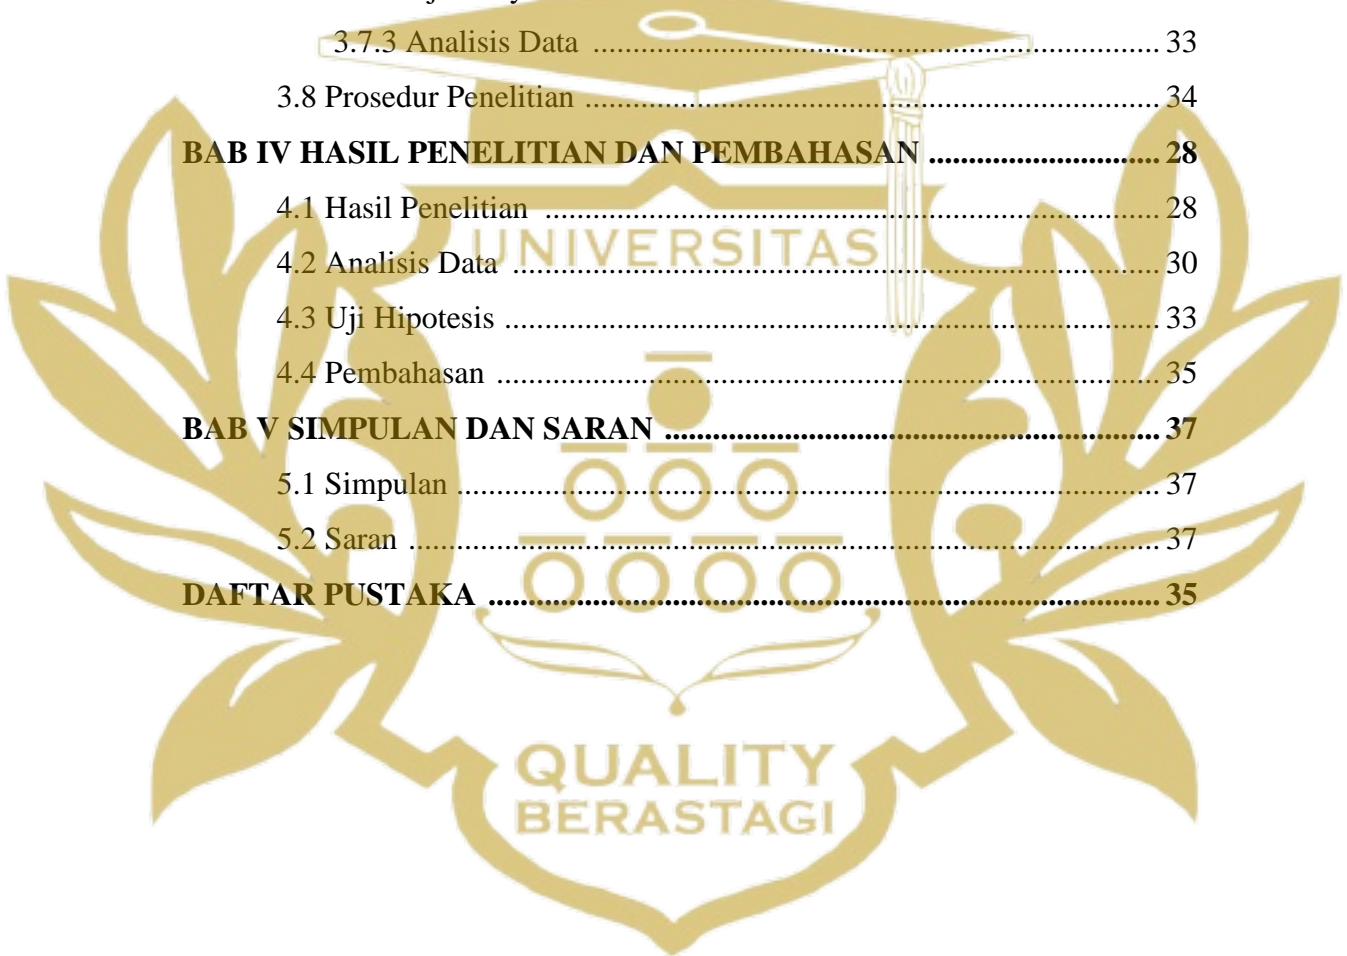 3.7.3 Analisis Data ........................................................................ 33
3.8 Prosedur Penelitian ......................................................................... 34
BAB IV HASIL PENELITIAN DAN PEMBAHASAN ............................ 28
4.1 Hasil Penelitian .............................................................................. 28
UNIVERSITAS
4.2 Analisis Data .................................................................................. 30
4.3 Uji Hipotesis ................................................................................... 33
4.4 Pembahasan .................................................................................... 35
BAB V SIMPULAN DAN SARAN ............................................................ 37
5.1 Simpulan ......................................................................................... 37
5.2 Saran ............................................................................................... 37
DAFTAR PUSTAKA .................................................................................. 35
QUALITY
BERASTAGI